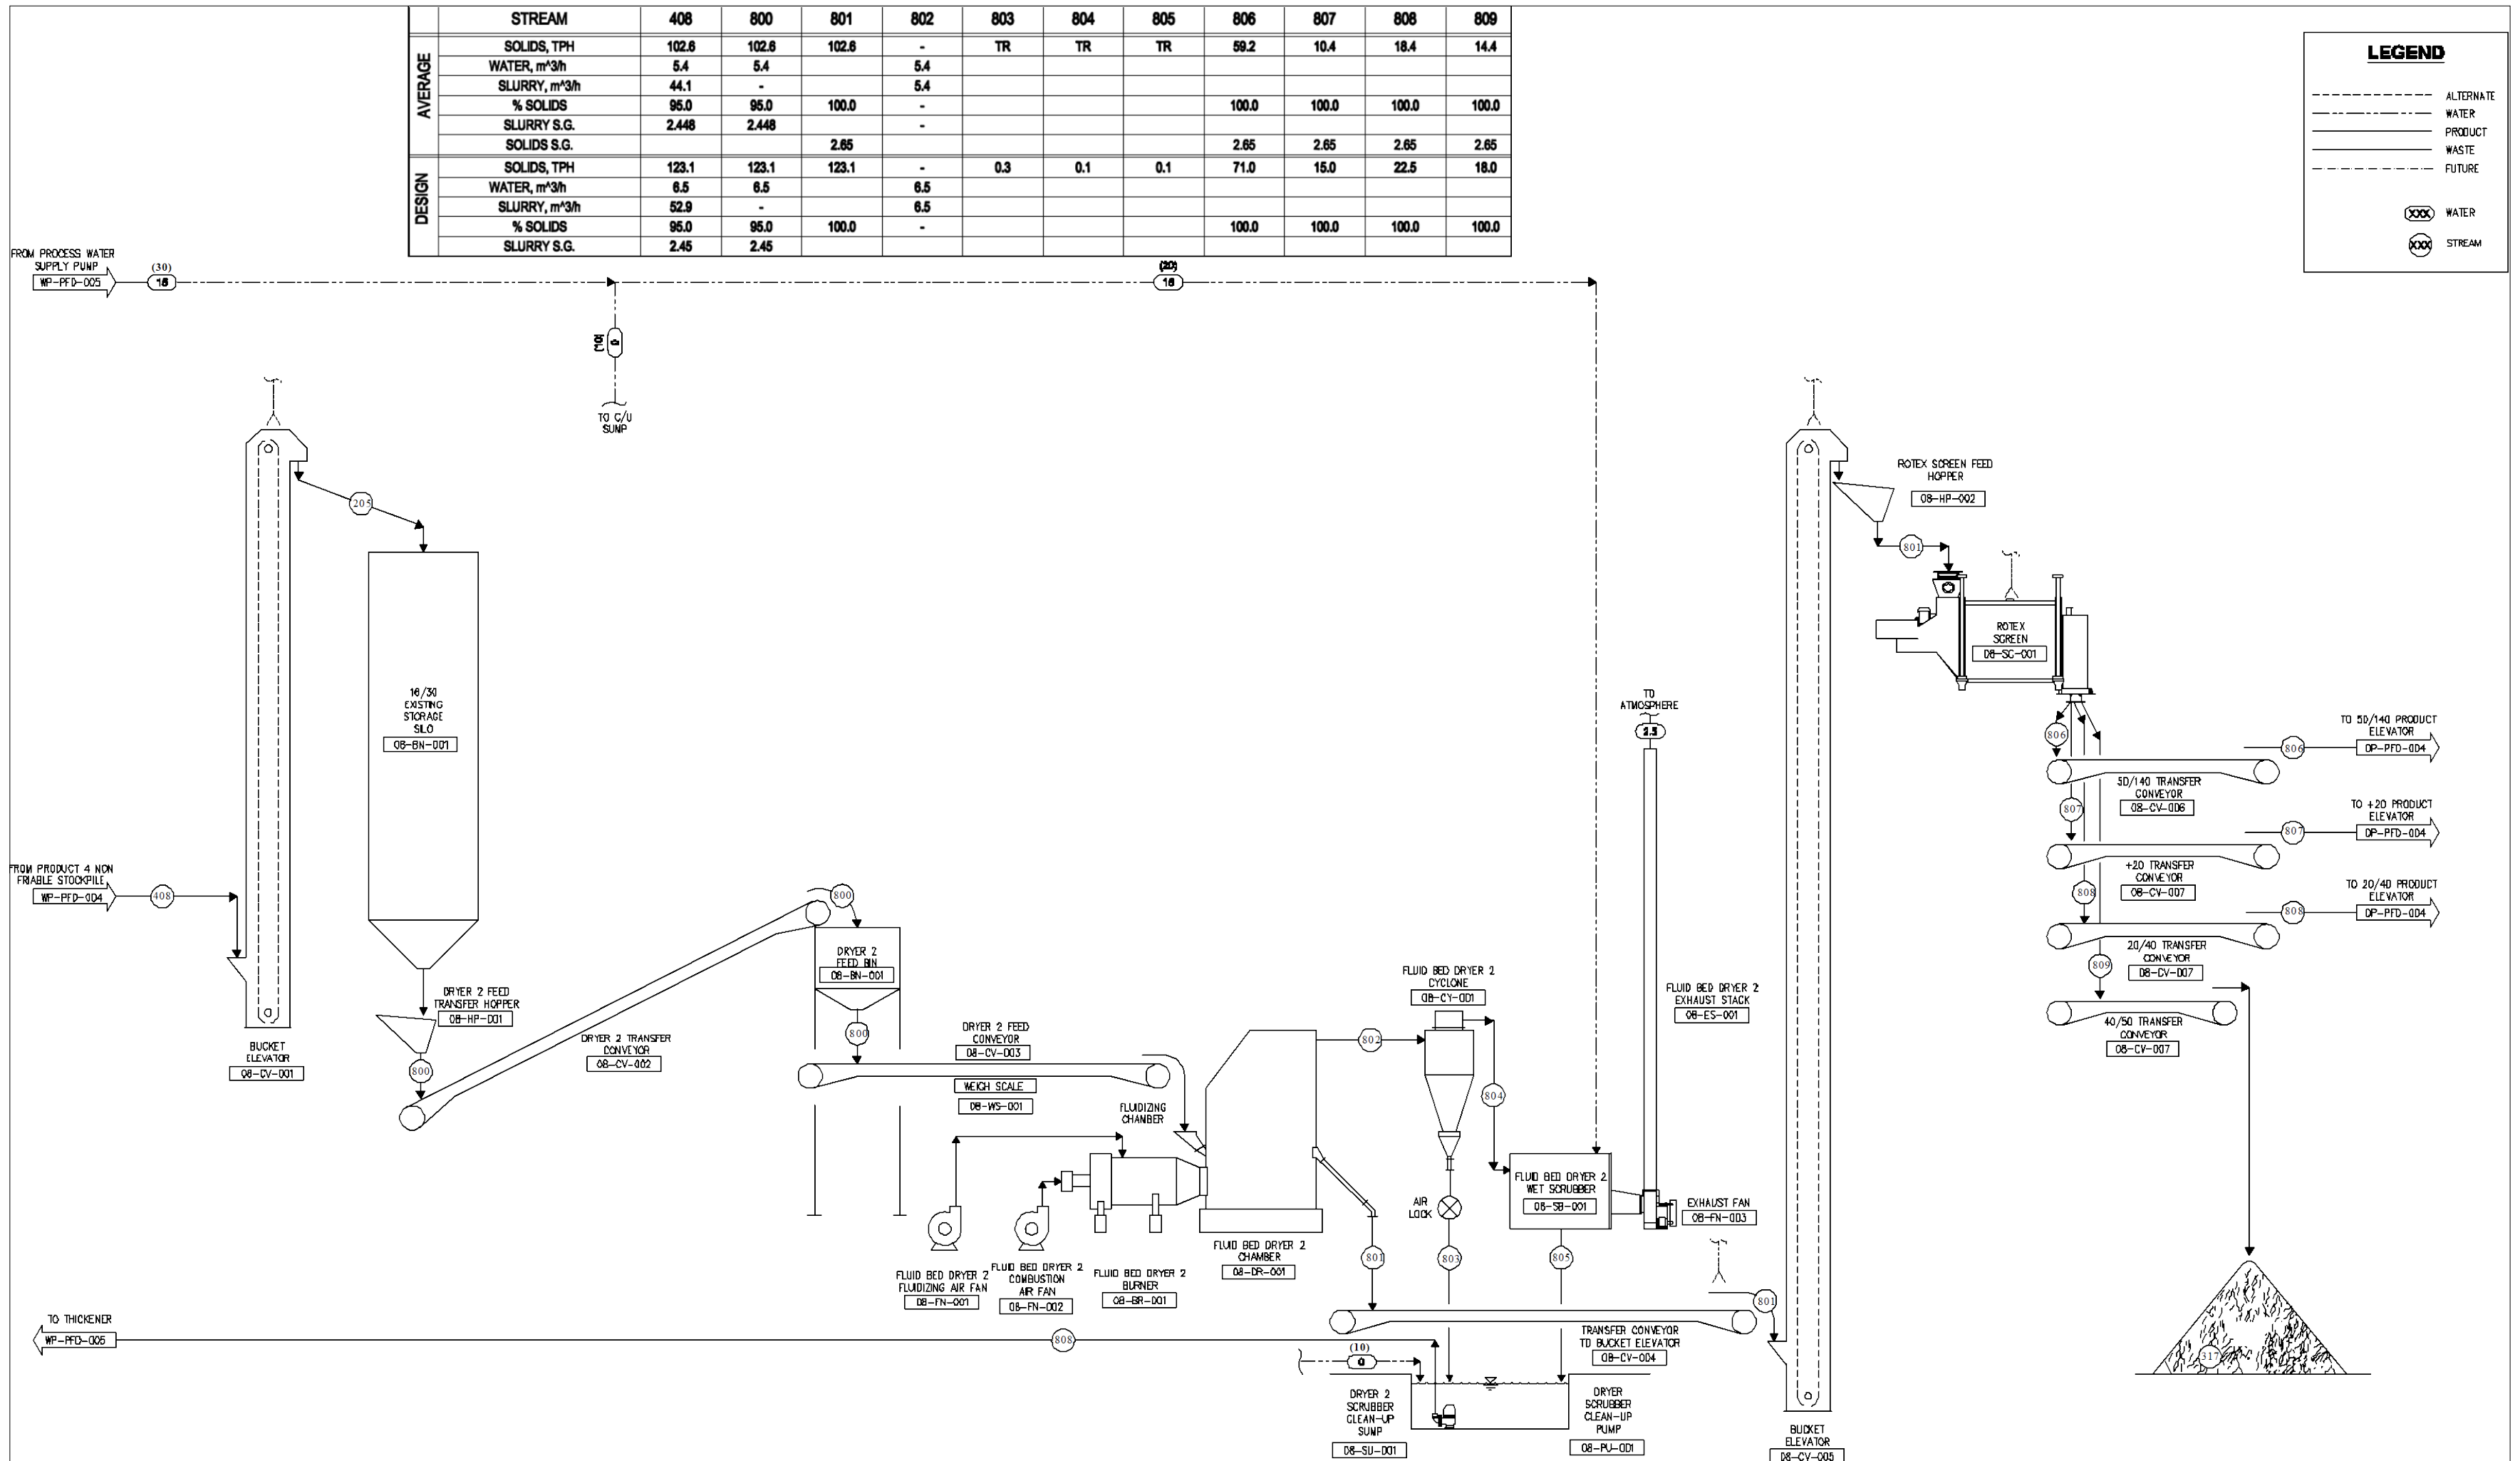 STREAM 408 800 801 802 803 804 805 806 807 808 809
AVERAGE
SOLIDS, TPH 102.6 102.6 102.6 - TR TR TR 59.2 10.4 18.4 14.4
WATER, m^3/h 5.4 5.4 5.4
SLURRY, m^3/h 44.1 - 5.4
% SOLIDS 95.0 95.0 100.0 - 100.0 100.0 100.0 100.0
SLURRY S.G. 2.448 2.448 -
SOLIDS S.G. 2.65 2.65 2.65 2.65 2.65
DESIGN
SOLIDS, TPH 123.1 123.1 123.1 - 0.3 0.1 0.1 71.0 15.0 22.5 18.0
WATER, m^3/h 6.5 6.5 6.5
SLURRY, m^3/h 52.9 - 6.5
% SOLIDS 95.0 95.0 100.0 - 100.0 100.0 100.0 100.0
SLURRY S.G. 2.45 2.45
LEGEND
ALTERNATE
WATER
PRODUCT
WASTE
FUTURE
XXX WATER
XXX STREAM
FROM PROCESS WATER
SUPPLY PUMP
WP-PFD-005
(30)
15
(20)
15
(10)
0
TO C/U
SUMP
205
16/30
EXISTING
STORAGE
SILO
08-BN-001
FROM PRODUCT 4 NON
FRIABLE STOCKPILE
WP-PFD-004
408
BUCKET
ELEVATOR
08-CV-001
DRYER 2 FEED
TRANSFER HOPPER
08-HP-001
800
DRYER 2 TRANSFER
CONVEYOR
08-CV-002
800
DRYER 2
FEED BIN
08-BN-001
800
DRYER 2 FEED
CONVEYOR
08-CV-003
WEIGH SCALE
08-WS-001
FLUIDIZING
CHAMBER
FLUID BED DRYER 2
FLUIDIZING AIR FAN
08-FN-001
FLUID BED DRYER 2
COMBUSTION
AIR FAN
08-FN-002
FLUID BED DRYER 2
BURNER
08-BR-001
FLUID BED DRYER 2
CHAMBER
08-DR-001
802
FLUID BED DRYER 2
CYCLONE
08-CY-001
804
AIR
LOCK
801
803
805
FLUID BED DRYER 2
WET SCRUBBER
08-SB-001
TO
ATMOSPHERE
2.5
FLUID BED DRYER 2
EXHAUST STACK
08-ES-001
EXHAUST FAN
08-FN-003
801
TRANSFER CONVEYOR
TO BUCKET ELEVATOR
08-CV-004
TO THICKENER
WP-PFD-005
808
(10)
0
DRYER 2
SCRUBBER
CLEAN-UP
SUMP
08-SU-001
DRYER
SCRUBBER
CLEAN-UP
PUMP
08-PU-001
BUCKET
ELEVATOR
08-CV-005
ROTEX SCREEN FEED
HOPPER
08-HP-002
801
ROTEX
SCREEN
08-SC-001
806
806
TO 50/140 PRODUCT
ELEVATOR
DP-PFD-004
50/140 TRANSFER
CONVEYOR
08-CV-006
807
807
TO +20 PRODUCT
ELEVATOR
DP-PFD-004
+20 TRANSFER
CONVEYOR
08-CV-007
808
808
TO 20/40 PRODUCT
ELEVATOR
DP-PFD-004
20/40 TRANSFER
CONVEYOR
08-CV-007
809
40/50 TRANSFER
CONVEYOR
08-CV-007
317